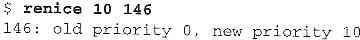 $ renice 10 146
146: old priority 0, new priority 10